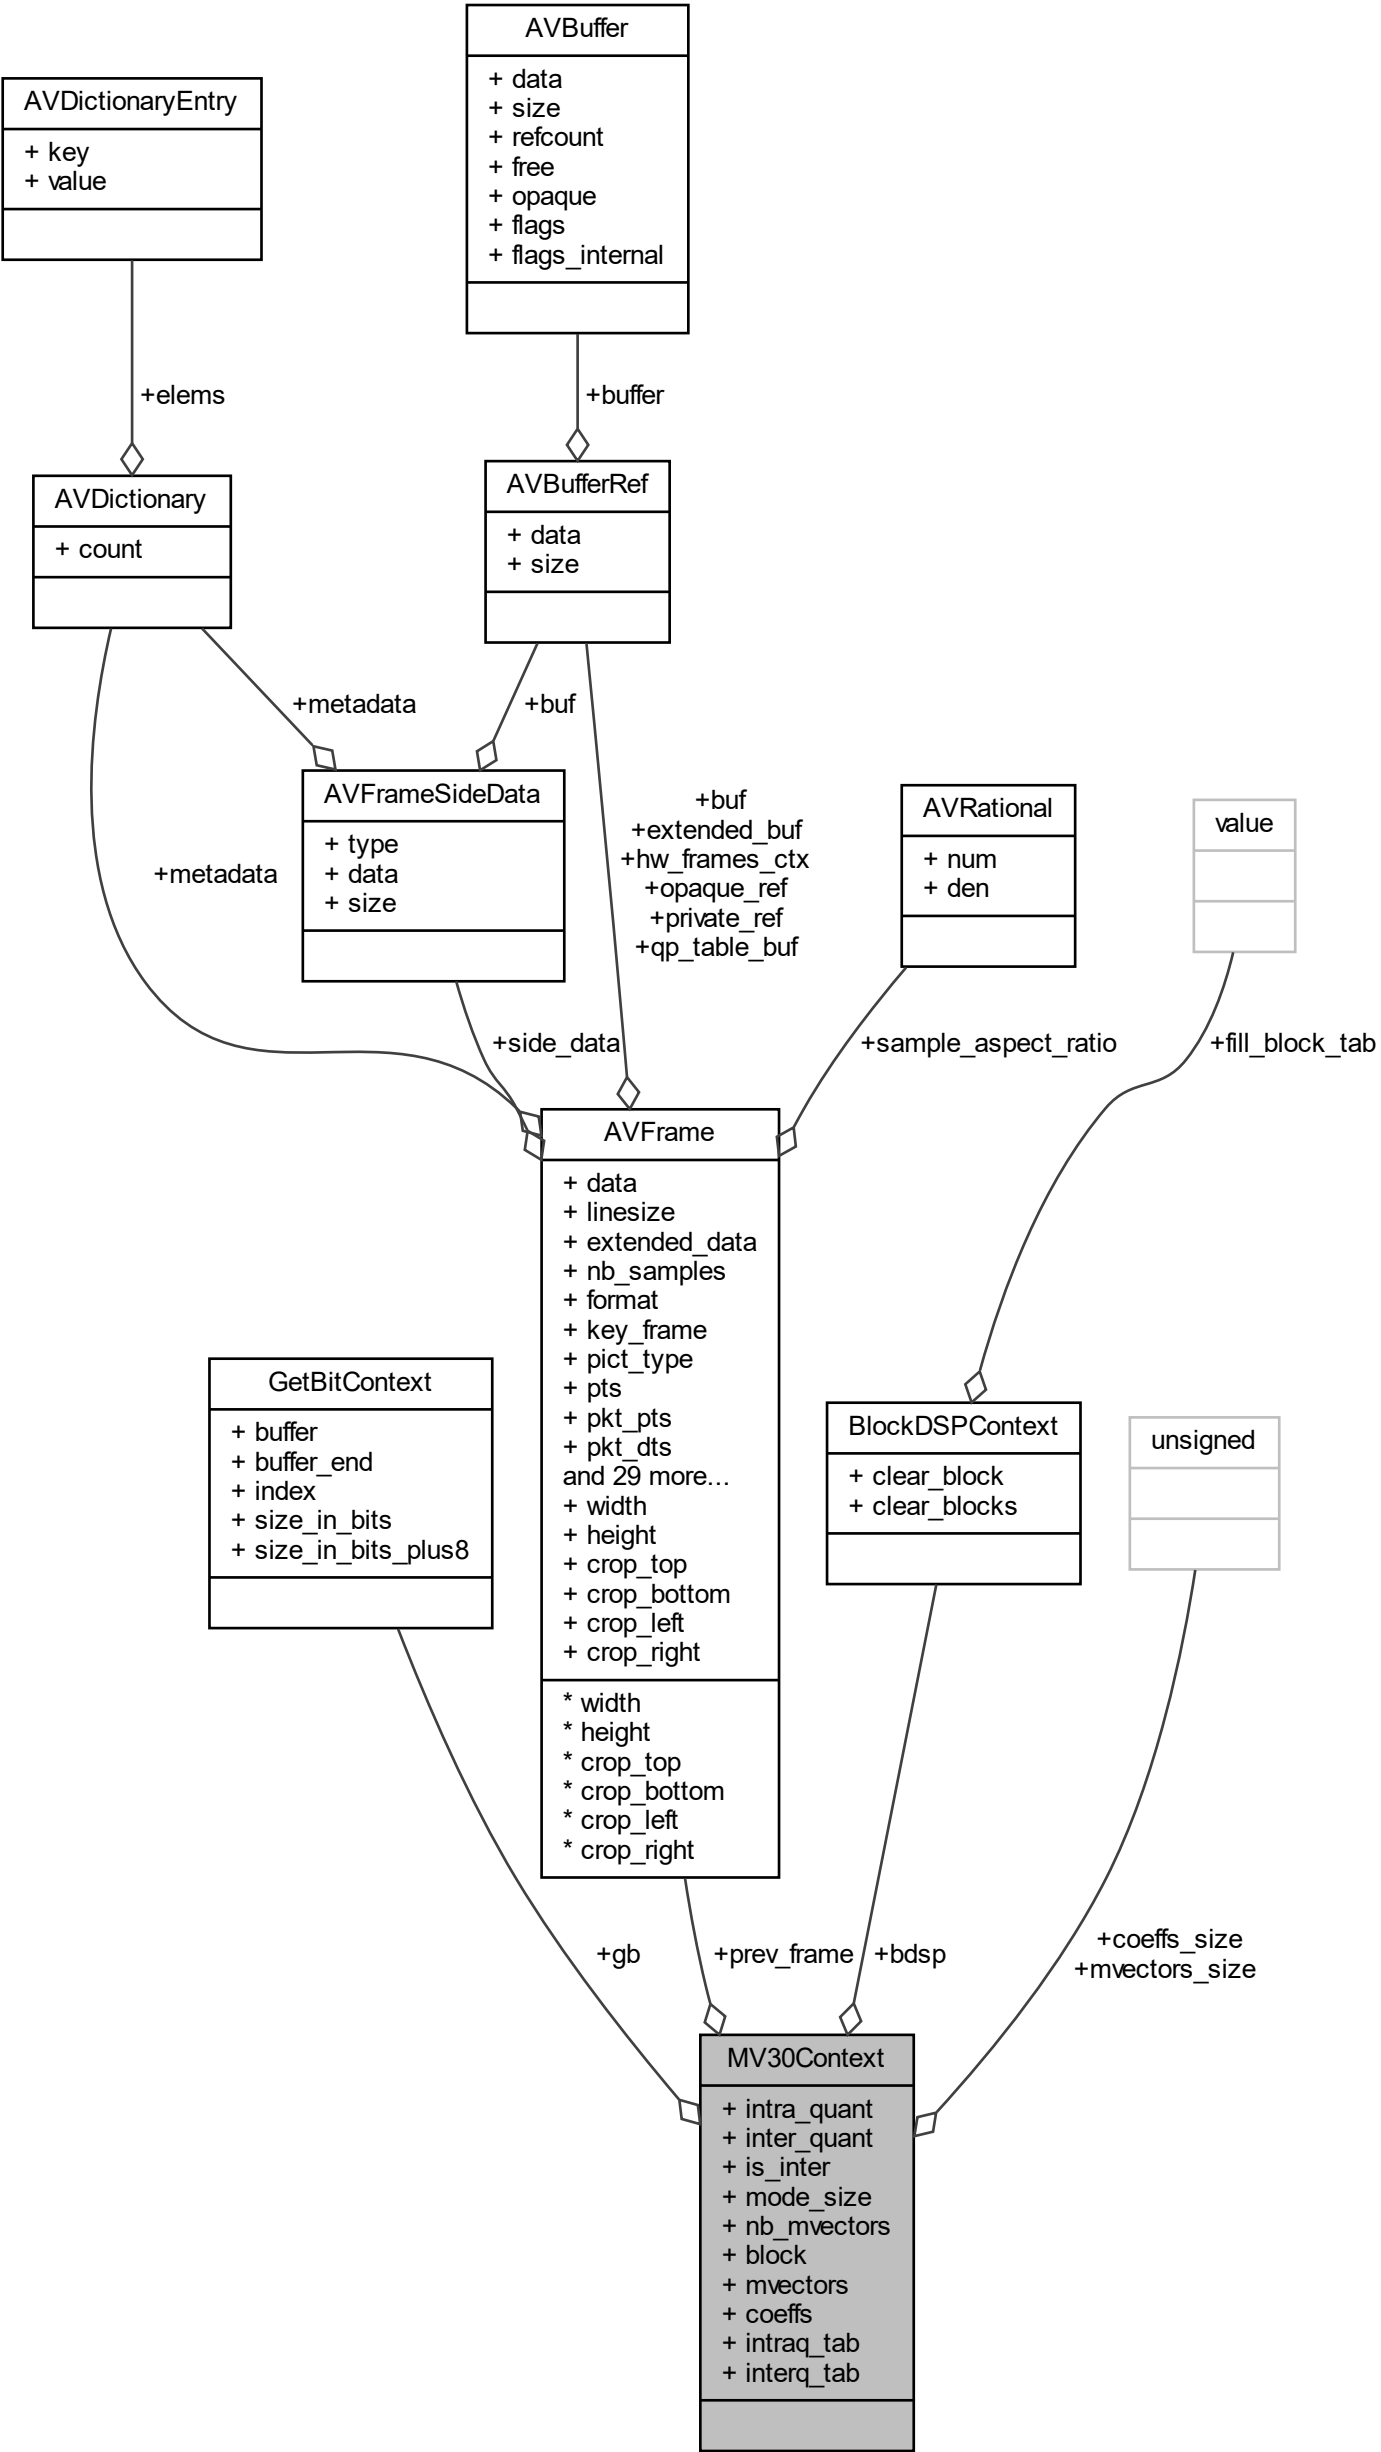 AVBuffer
+ data
+ size
+ refcount
+ free
+ opaque
+ flags
+ flags_internal
AVDictionaryEntry
+ key
+ value
+elems
+buffer
AVDictionary
+ count
AVBufferRef
+ data
+ size
+metadata
+buf
+metadata
AVFrameSideData
+ type
+ data
+ size
+buf
+extended_buf
+hw_frames_ctx
+opaque_ref
+private_ref
+qp_table_buf
AVRational
+ num
+ den
value
+side_data
+sample_aspect_ratio
+fill_block_tab
AVFrame
+ data
+ linesize
+ extended_data
+ nb_samples
+ format
+ key_frame
+ pict_type
+ pts
+ pkt_pts
+ pkt_dts
and 29 more...
+ width
+ height
+ crop_top
+ crop_bottom
+ crop_left
+ crop_right
* width
* height
* crop_top
* crop_bottom
* crop_left
* crop_right
GetBitContext
+ buffer
+ buffer_end
+ index
+ size_in_bits
+ size_in_bits_plus8
BlockDSPContext
+ clear_block
+ clear_blocks
unsigned
+gb
+prev_frame
+bdsp
+coeffs_size
+mvectors_size
MV30Context
+ intra_quant
+ inter_quant
+ is_inter
+ mode_size
+ nb_mvectors
+ block
+ mvectors
+ coeffs
+ intraq_tab
+ interq_tab